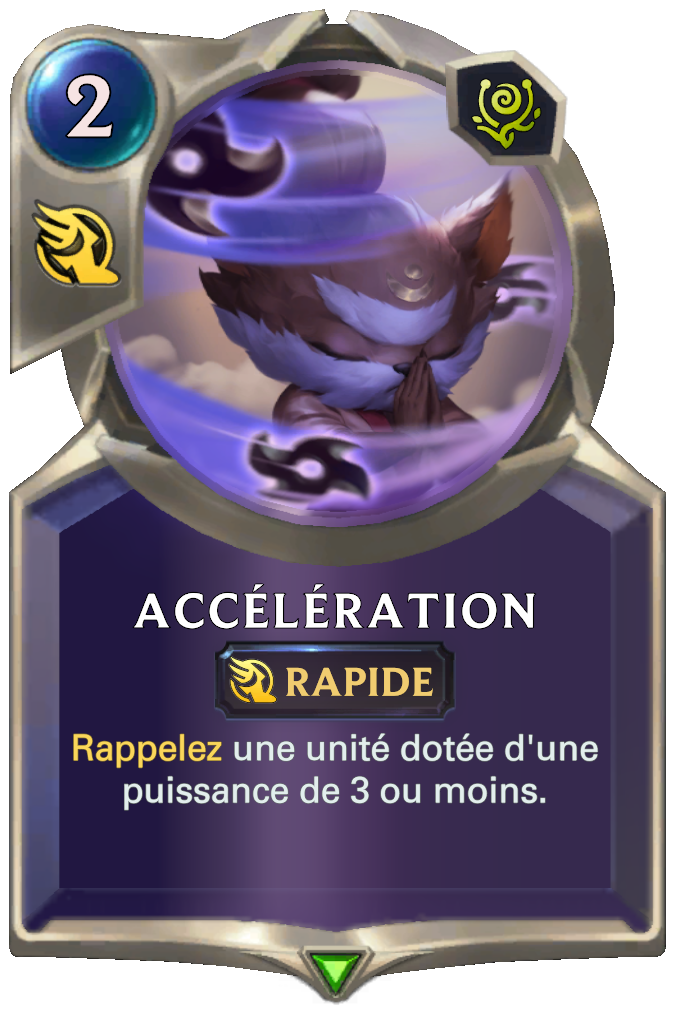 2
ACCÉLÉRATION
RAPIDE
Rappelez une unité dotée d'une
puissance de 3 ou moins.